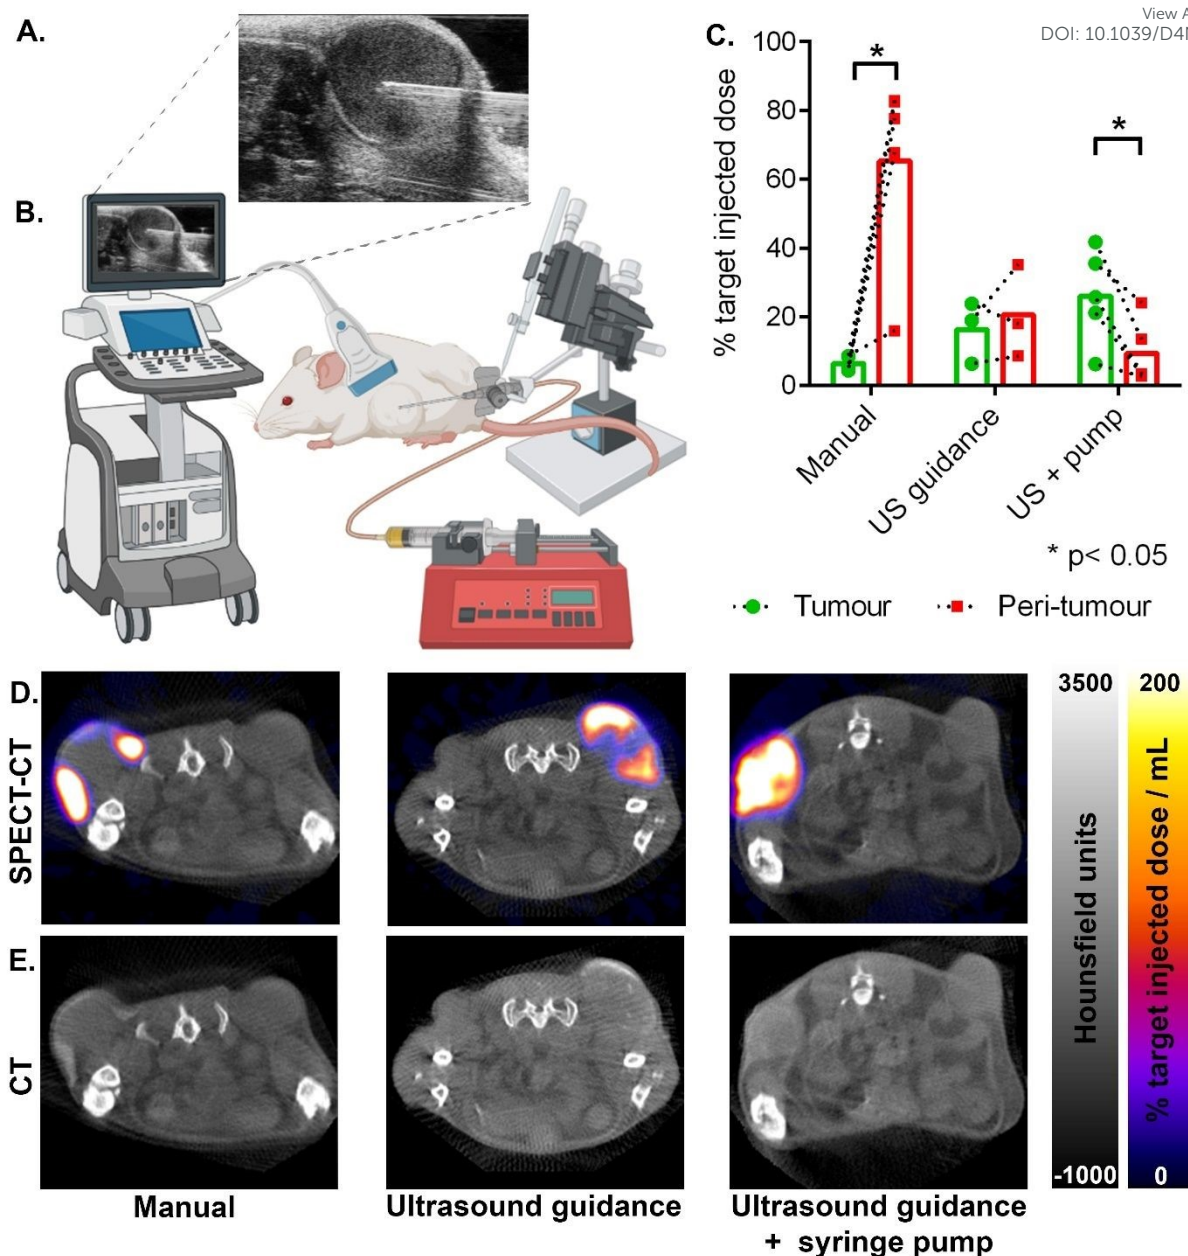 View A
DOI: 10.1039/D4
A.
B.
C.
% target injected dose
100
80
60
40
20
0
*
*
Manual
US guidance
US + pump
* p< 0.05
Tumour
Peri-tumour
D.
SPECT-CT
E.
CT
Manual
Ultrasound guidance
Ultrasound guidance
+ syringe pump
3500
Hounsfield units
-1000
200
% target injected dose / mL
0